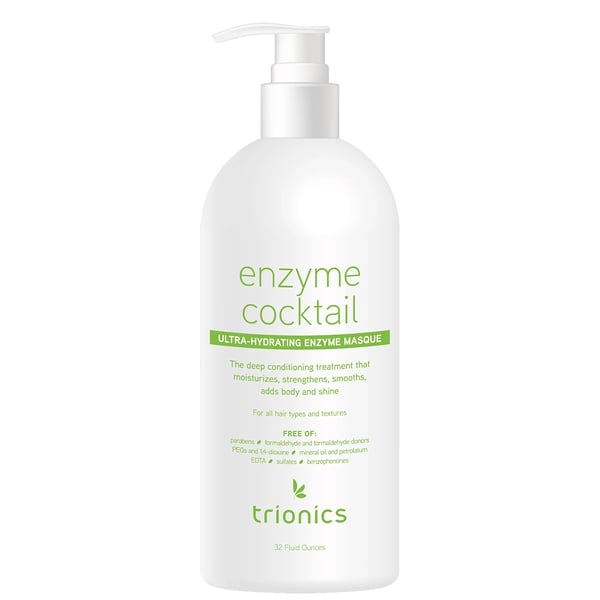 enzyme
cocktail
ULTRA-HYDRATING ENZYME MASQUE
The deep conditioning treatment that
moisturizes, strengthens, smooths,
adds body and shine
For all hair types and textures
FREE OF:
parabens formaldehyde and formaldehyde donors
PEGs and 1,4-dioxane mineral oil and petrolatum
EDTA sulfates benzophenones
trionics
32 Fluid Ounces